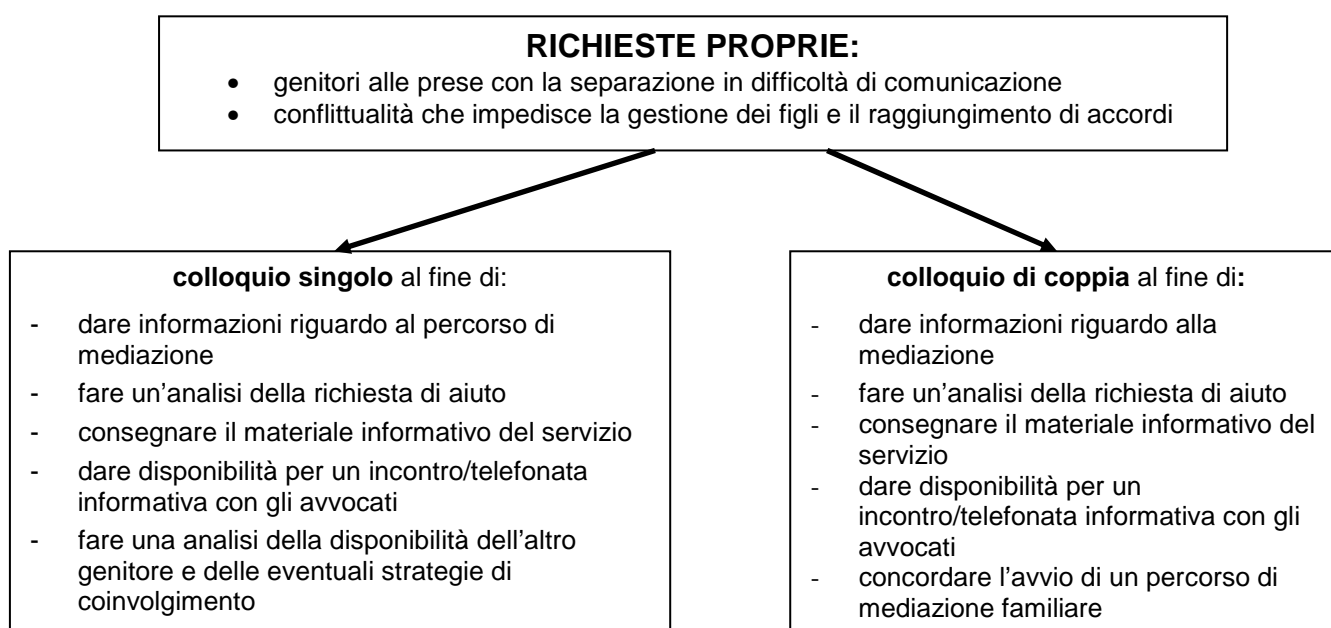 RICHIESTE PROPRIE:
• genitori alle prese con la separazione in difficoltà di comunicazione
• conflittualità che impedisce la gestione dei figli e il raggiungimento di accordi
colloquio singolo al fine di:
- dare informazioni riguardo al percorso di
mediazione
- fare un’analisi della richiesta di aiuto
- consegnare il materiale informativo del servizio
- dare disponibilità per un incontro/telefonata
informativa con gli avvocati
- fare una analisi della disponibilità dell’altro
genitore e delle eventuali strategie di
coinvolgimento
colloquio di coppia al fine di:
- dare informazioni riguardo alla
mediazione
- fare un’analisi della richiesta di aiuto
- consegnare il materiale informativo del
servizio
- dare disponibilità per un
incontro/telefonata informativa con gli
avvocati
- concordare l’avvio di un percorso di
mediazione familiare